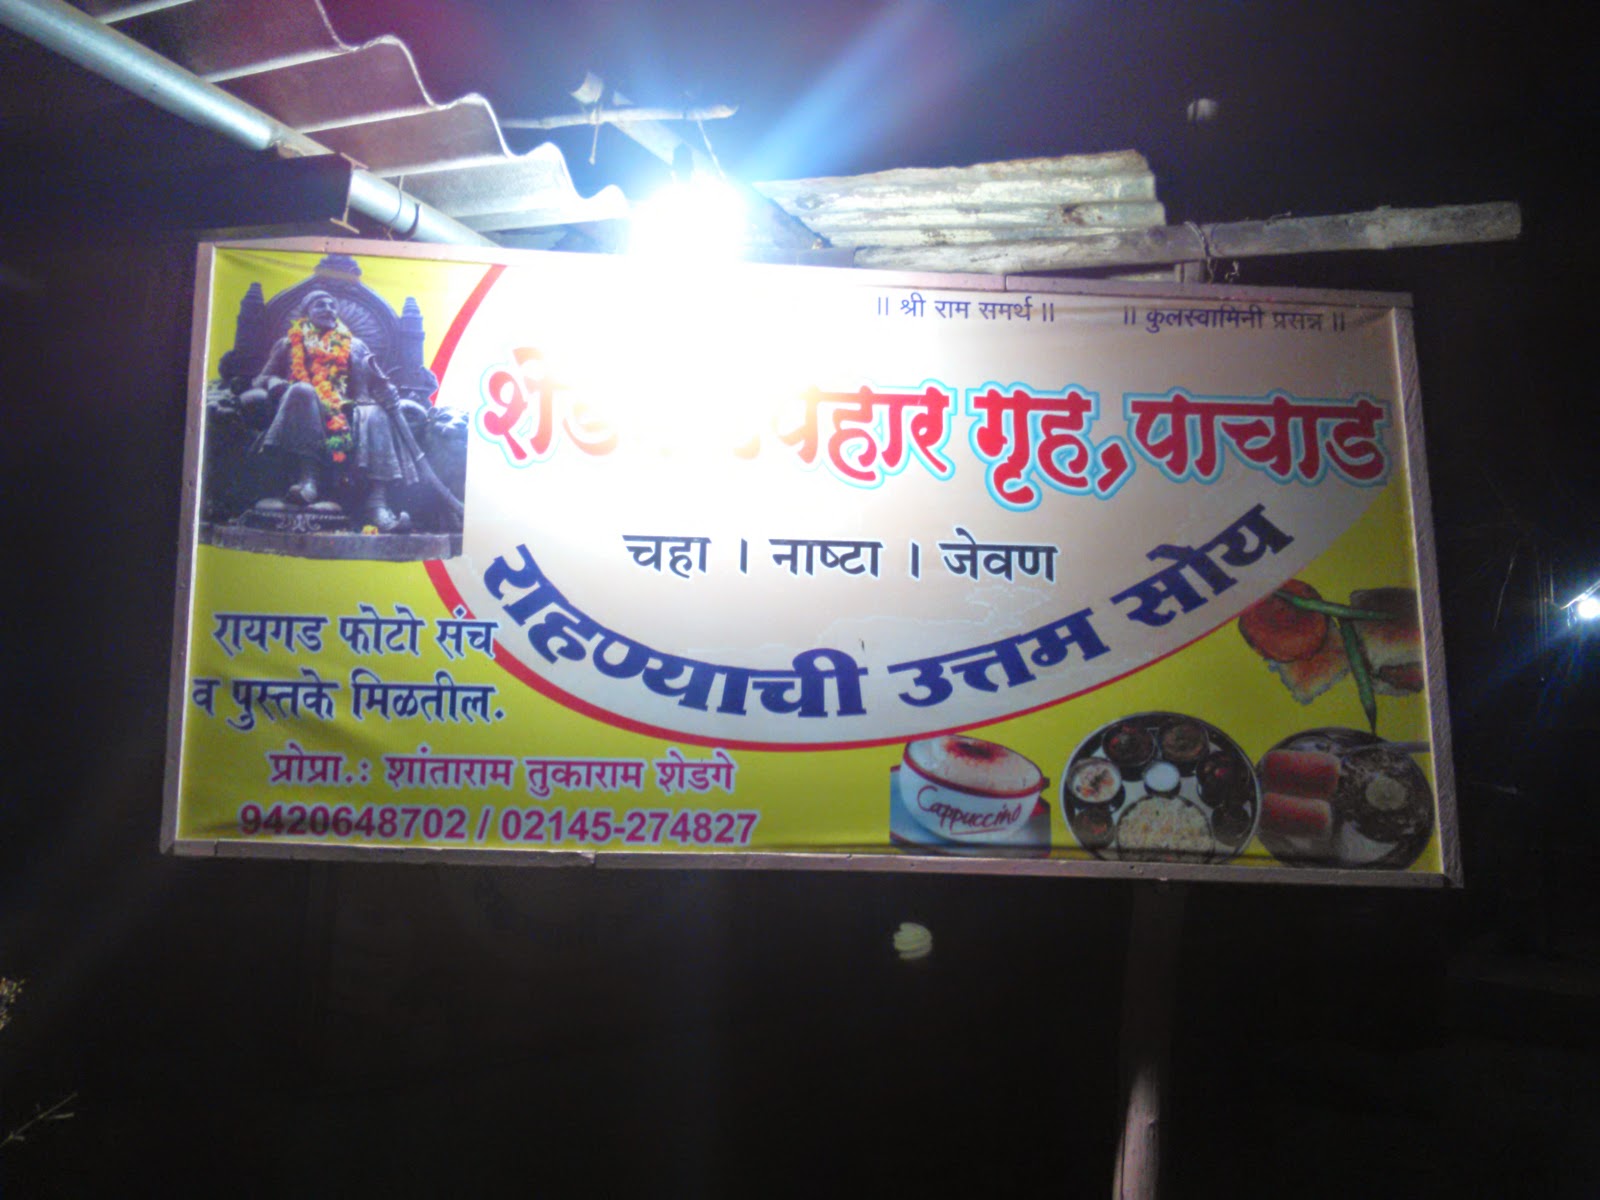 ॥ श्री राम समर्थ ॥ ॥ कुलस्वामिनी प्रसन्न ॥
गृह, पाचाड
चहा । नाष्टा । जेवण
राहण्याची उत्तम सोय
रायगड फोटो संच
व पुस्तके मिळतील.
प्रोप्रा.: शांताराम तुकाराम शेडगे
9420648702 / 02145-274827
Cappuccino